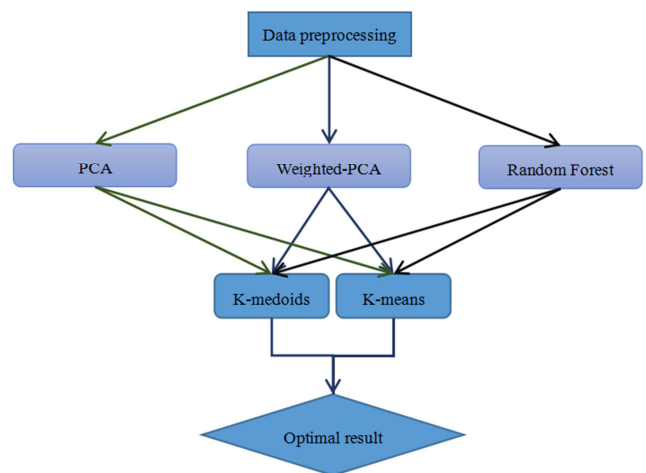 Data preprocessing
PCA
Weighted-PCA
Random Forest
K-medoids
K-means
Optimal result